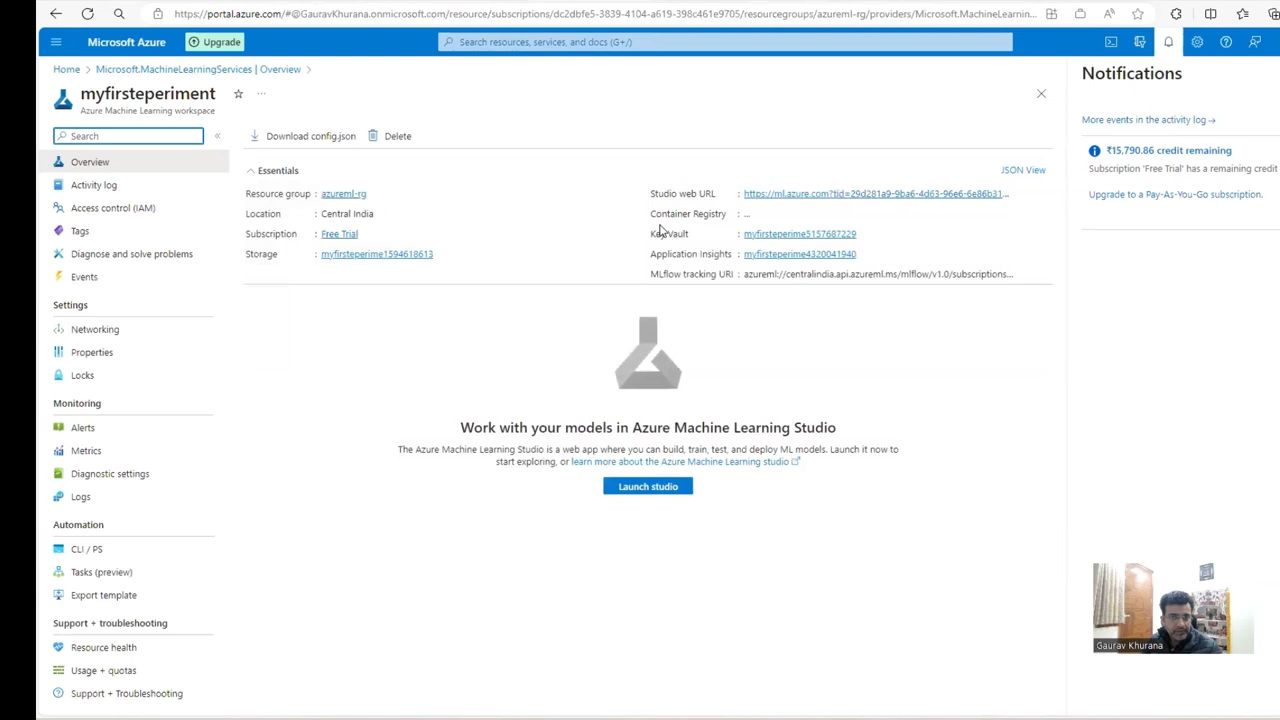 https://portal.azure.com/#@GauravKhurana.onmicrosoft.com/resource/subscriptions/dc2dbfe5-3839-4104-a619-398c461e9705/resourcegroups/azureml-rg/providers/Microsoft.MachineLearnin...
Microsoft Azure
Upgrade
Search resources, services, and docs (G+/)
Home
Microsoft.MachineLearningServices | Overview
myfirsteperiment
Azure Machine Learning workspace
Search
Overview
Activity log
Access control (IAM)
Tags
Diagnose and solve problems
Events
Settings
Networking
Properties
Locks
Monitoring
Alerts
Metrics
Diagnostic settings
Logs
Automation
CLI / PS
Tasks (preview)
Export template
Support + troubleshooting
Resource health
Usage + quotas
Support + Troubleshooting
Download config.json
Delete
Essentials
JSON View
Resource group : azureml-rg
Location : Central India
Subscription : Free Trial
Storage : myfirsteperime1594618613
Studio web URL : https://ml.azure.com?tid=29d281a9-9ba6-4d63-96e6-6e86b31...
Container Registry : ...
Key Vault : myfirsteperime5157687229
Application Insights : myfirsteperime4320041940
MLflow tracking URI : azureml://centralindia.api.azureml.ms/mlflow/v1.0/subscriptions...
Work with your models in Azure Machine Learning Studio
The Azure Machine Learning Studio is a web app where you can build, train, test, and deploy ML models. Launch it now to
start exploring, or learn more about the Azure Machine Learning studio
Launch studio
Notifications
More events in the activity log →
₹15,790.86 credit remaining
Subscription 'Free Trial' has a remaining credit
Upgrade to a Pay-As-You-Go subscription.
Gaurav Khurana